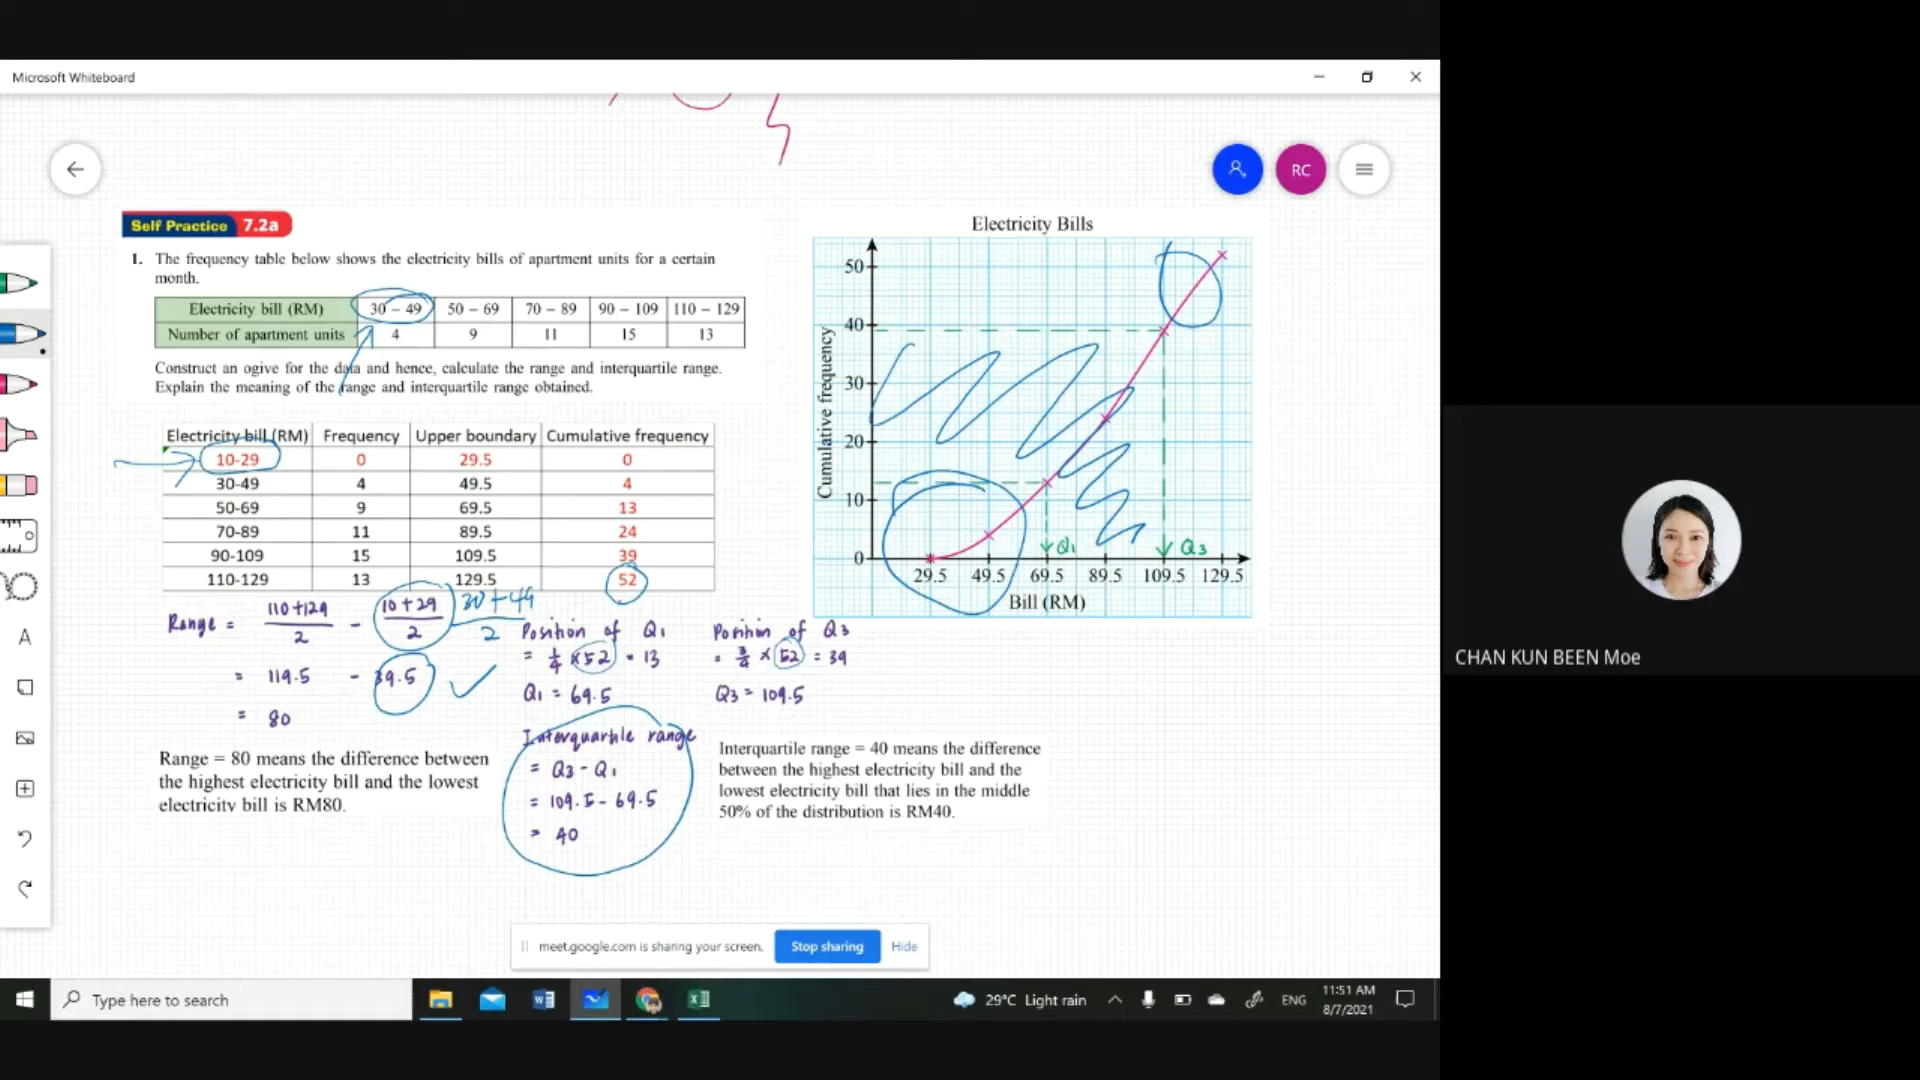 Microsoft Whiteboard
RC
Self Practice 7.2a
1. The frequency table below shows the electricity bills of apartment units for a certain
month.
Electricity bill (RM) 30 – 49 50 – 69 70 – 89 90 – 109 110 – 129
Number of apartment units 4 9 11 15 13
Construct an ogive for the data and hence, calculate the range and interquartile range.
Explain the meaning of the range and interquartile range obtained.
Electricity bill (RM) Frequency Upper boundary Cumulative frequency
10-29 0 29.5 0
30-49 4 49.5 4
50-69 9 69.5 13
70-89 11 89.5 24
90-109 15 109.5 39
110-129 13 129.5 52
Range = 110+129 / 2 - 10+29 / 2 30+49 / 2
= 119.5 - 39.5
= 80
Range = 80 means the difference between
the highest electricity bill and the lowest
electricity bill is RM80.
Position of Q1
= 1/4 × 52 = 13
Q1 = 69.5
Position of Q3
= 3/4 × 52 = 39
Q3 = 109.5
Interquartile range
= Q3 - Q1
= 109.5 - 69.5
= 40
Interquartile range = 40 means the difference
between the highest electricity bill and the
lowest electricity bill that lies in the middle
50% of the distribution is RM40.
Electricity Bills
Cumulative frequency
50
40
30
20
10
0
Q1 Q3
29.5 49.5 69.5 89.5 109.5 129.5
Bill (RM)
A
CHAN KUN BEEN Moe
meet.google.com is sharing your screen. Stop sharing Hide
Type here to search
29°C Light rain
ENG
11:51 AM
8/7/2021